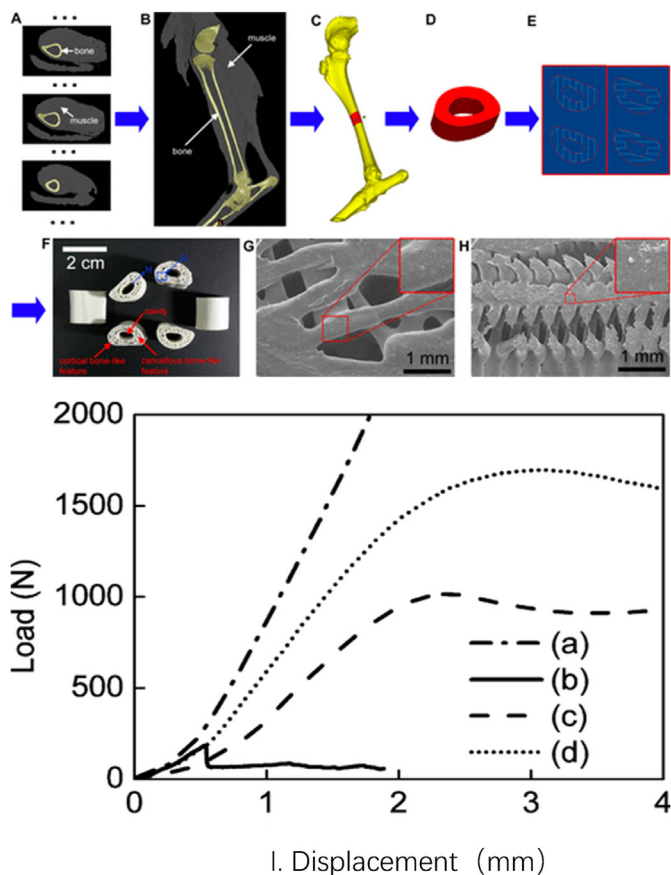 A
B
C
D
E
bone
muscle
muscle
bone
F
2 cm
cavity
cortical bone-like
feature
cancellous bone-like
feature
G
1 mm
H
1 mm
2000
1500
1000
500
0
Load (N)
(a)
(b)
(c)
(d)
0
1
2
3
4
I. Displacement（mm）